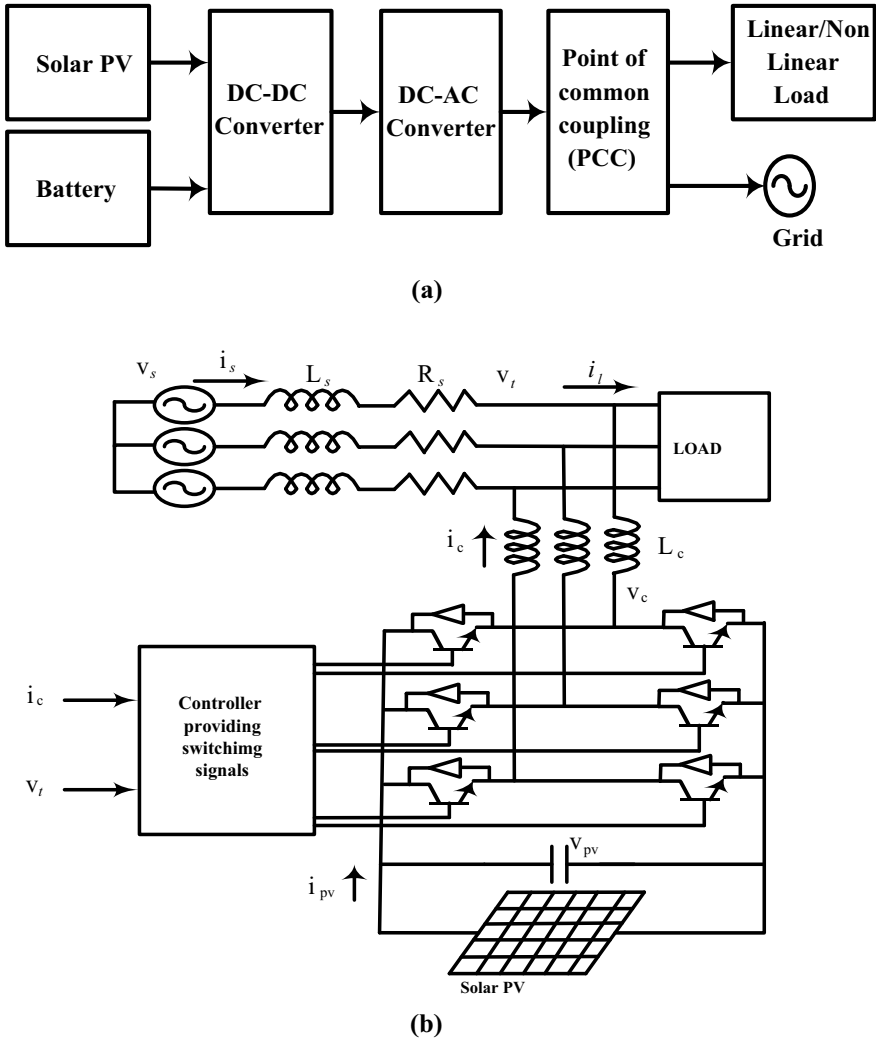 Solar PV
Battery
DC-DC
Converter
DC-AC
Converter
Point of
common
coupling
(PCC)
Linear/Non
Linear
Load
Grid
(a)
v_s
i_s
L_s
R_s
v_t
i_l
LOAD
i_c
L_c
v_c
i_c
v_t
Controller
providing
switchimg
signals
v_pv
i_pv
Solar PV
(b)